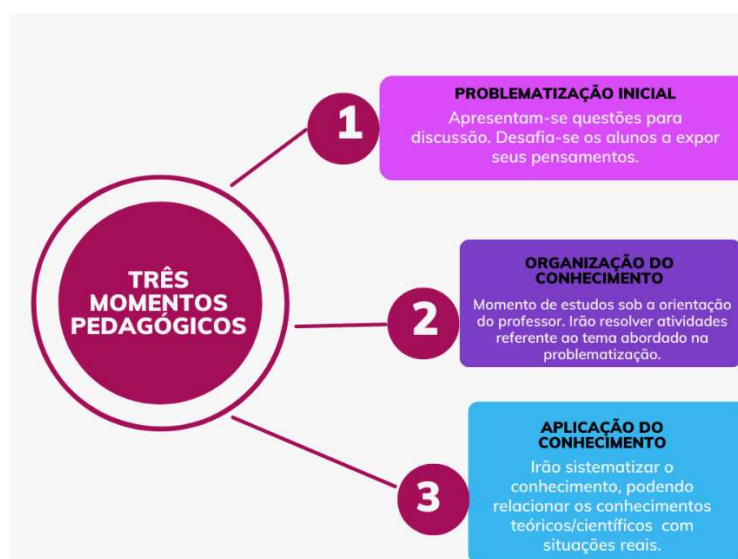 TRÊS
MOMENTOS
PEDAGÓGICOS
1
PROBLEMATIZAÇÃO INICIAL
Apresentam-se questões para
discussão. Desafia-se os alunos a expor
seus pensamentos.
2
ORGANIZAÇÃO DO
CONHECIMENTO
Momento de estudos sob a orientação
do professor. Irão resolver atividades
referente ao tema abordado na
problematização.
3
APLICAÇÃO DO
CONHECIMENTO
Irão sistematizar o
conhecimento, podendo
relacionar os conhecimentos
teóricos/científicos com
situações reais.